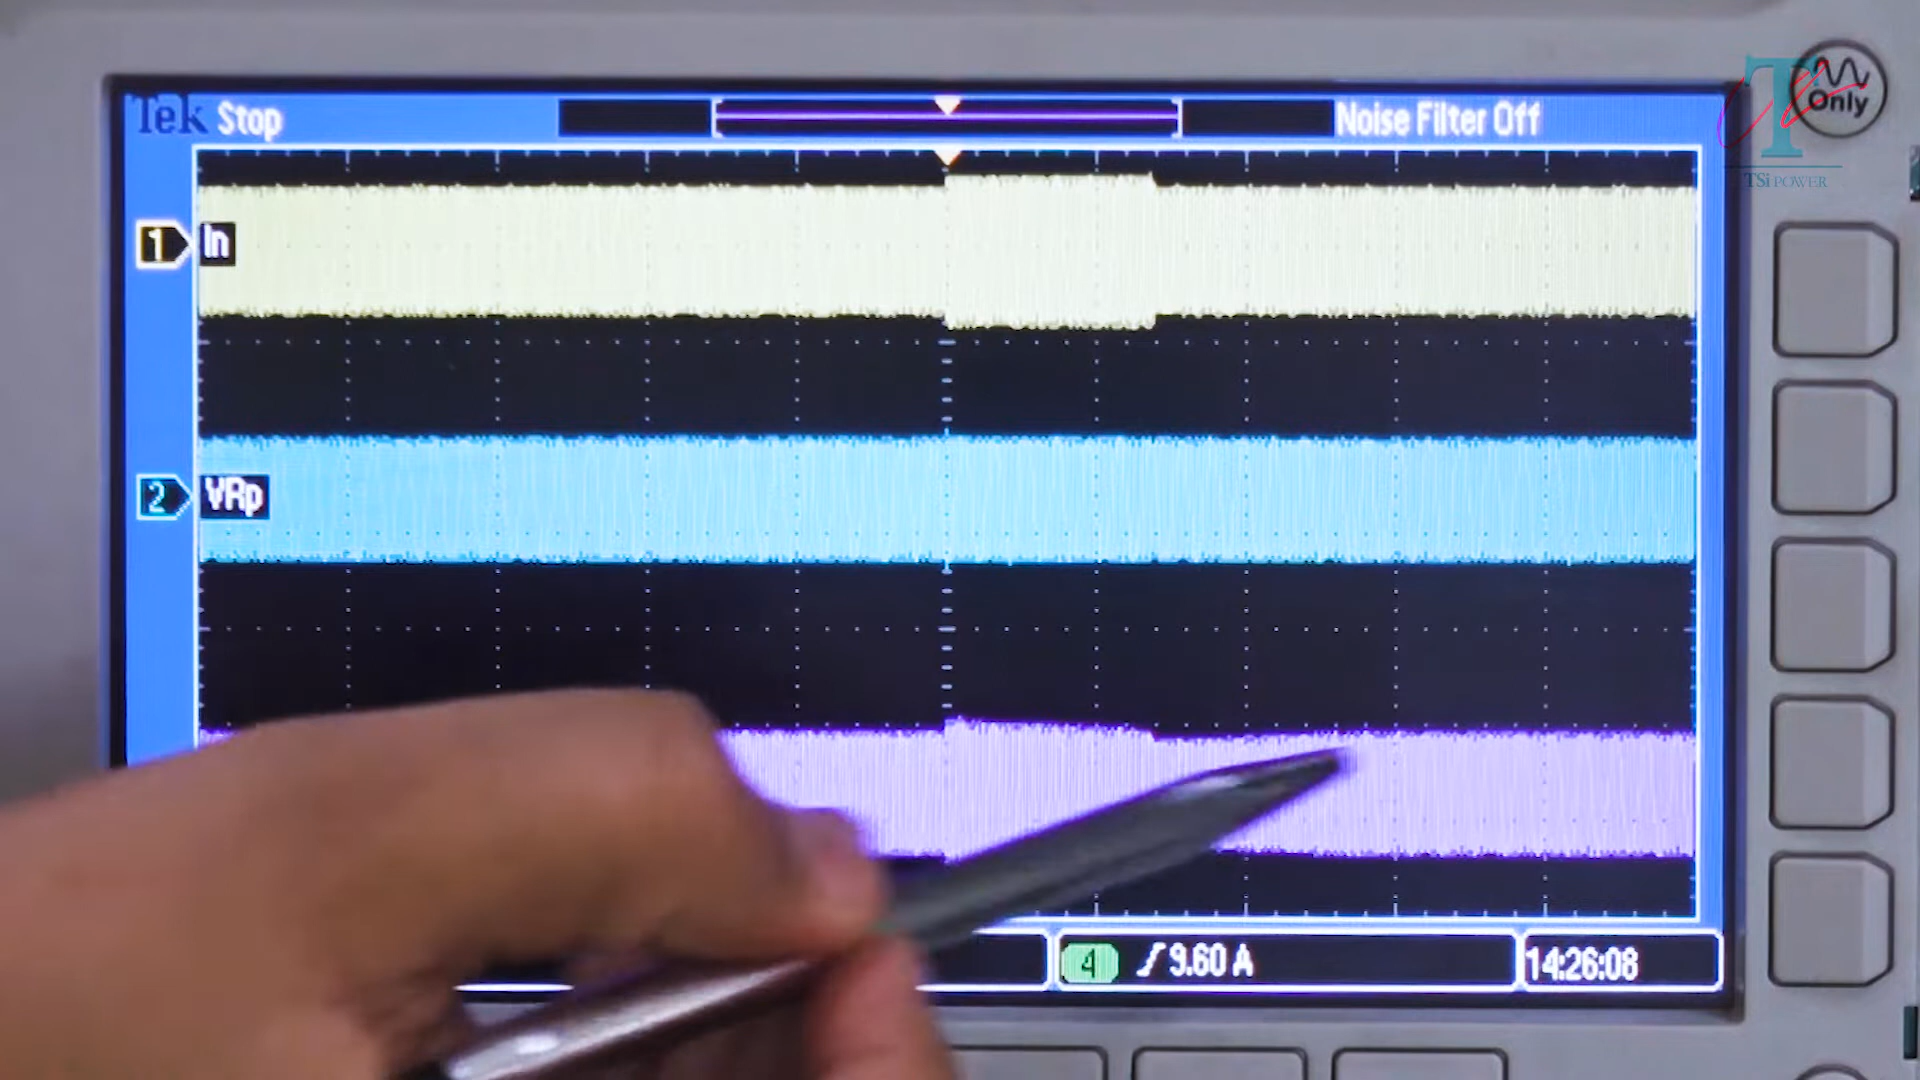 Tek Stop
Noise Filter Off
Only
TSi POWER
1 In
2 VRp
4 9.60 A
14:26:08